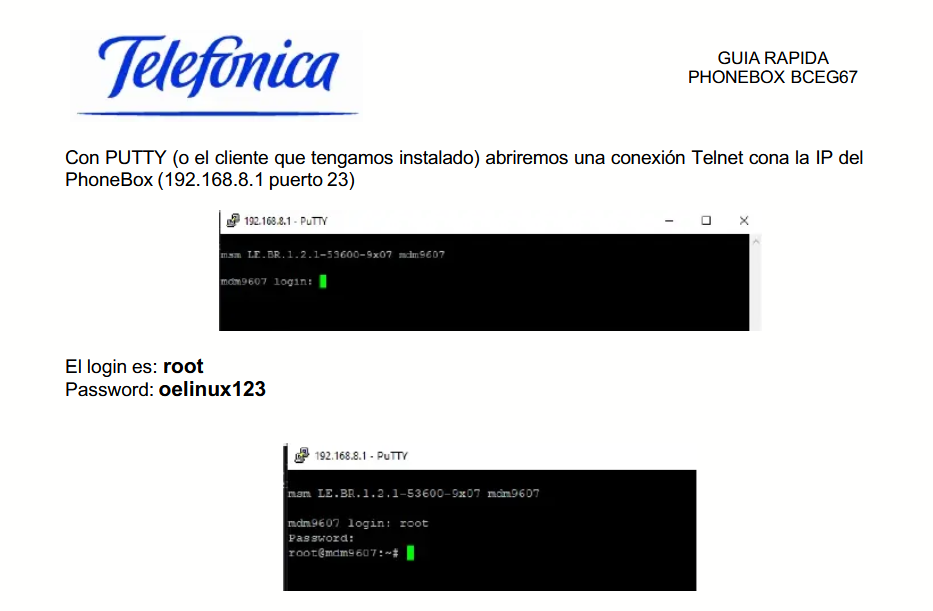 Telefónica
GUIA RAPIDA
PHONEBOX BCEG67
Con PUTTY (o el cliente que tengamos instalado) abriremos una conexión Telnet cona la IP del
PhoneBox (192.168.8.1 puerto 23)
192.168.8.1 - PuTTY
msm LE.BR.1.2.1-53600-9x07 mdm9607
mdm9607 login:
El login es: root
Password: oelinux123
192.168.8.1 - PuTTY
msm LE.BR.1.2.1-53600-9x07 mdm9607
mdm9607 login: root
Password:
root@mdm9607:~#